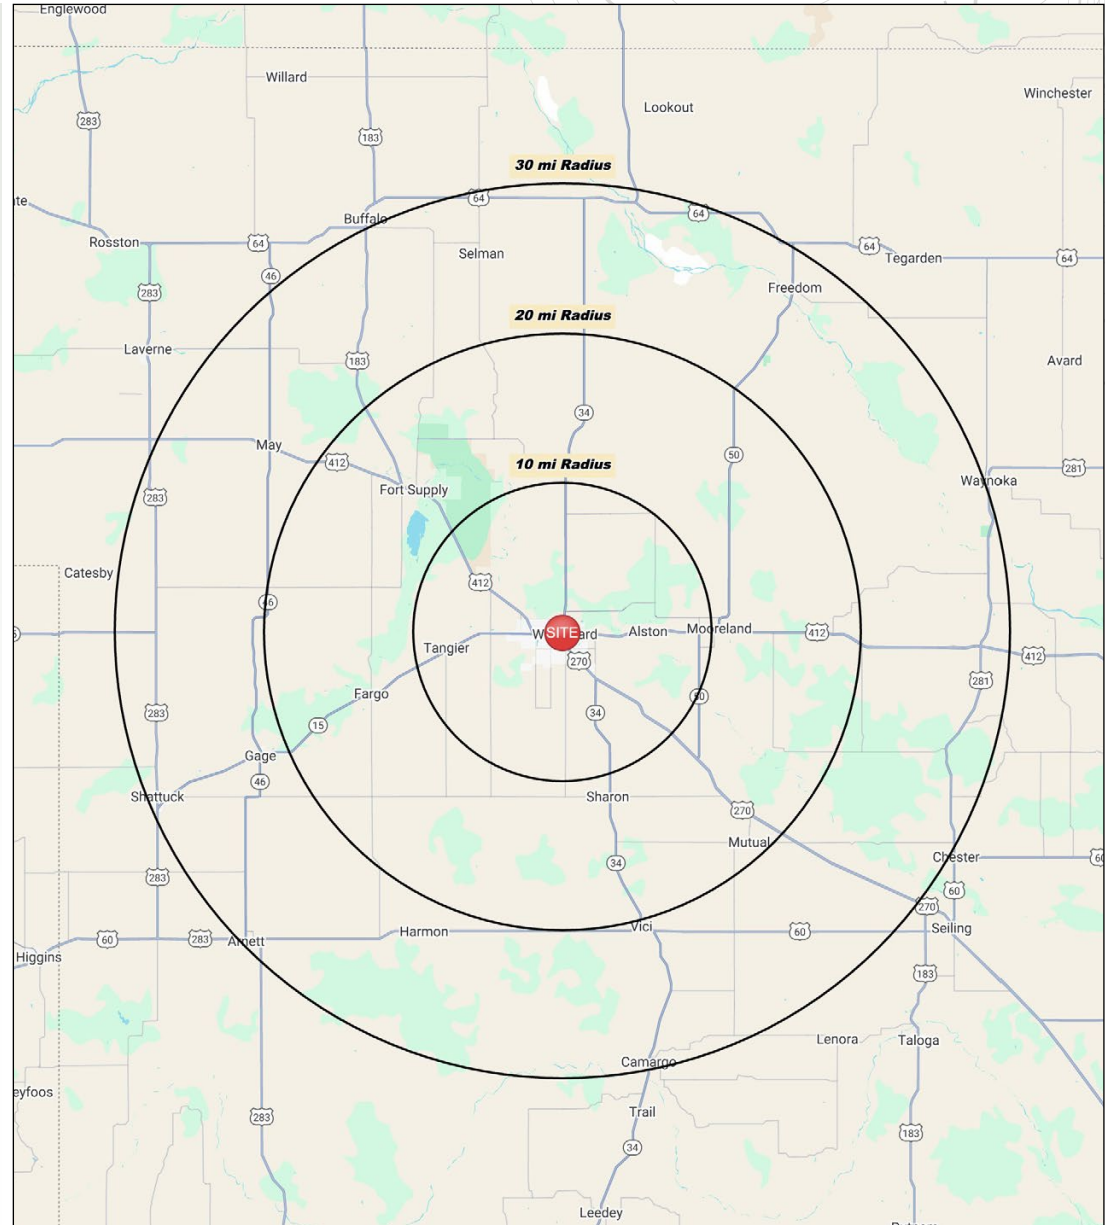 Englewood
Willard
Winchester
Lookout
283
183
30 mi Radius
64
64
Buffalo
Rosston
64
64
Selman
Tegarden
64
46
Freedom
283
20 mi Radius
Laverne
183
Avard
34
May
412
50
10 mi Radius
281
Waynoka
Fort Supply
283
Catesby
412
46
SITE
Alston
Mooreland
412
Tangier
270
412
281
Fargo
50
283
34
15
Gage
46
Shattuck
Sharon
270
Mutual
34
Chester
60
283
60
270
Vici
Seiling
60
283
Arnett
Harmon
60
Higgins
183
Lenora
Taloga
Camargo
eyfoos
Trail
283
183
34
Leedey